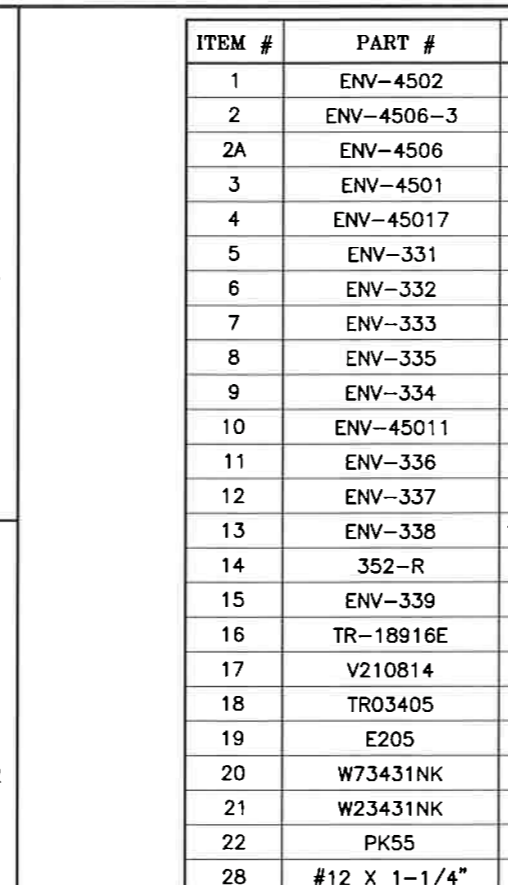 ITEM # PART #
1 ENV-4502
2 ENV-4506-3
2A ENV-4506
3 ENV-4501
4 ENV-45017
5 ENV-331
6 ENV-332
7 ENV-333
8 ENV-335
9 ENV-334
10 ENV-45011
11 ENV-336
12 ENV-337
13 ENV-338
14 352-R
15 ENV-339
16 TR-18916E
17 V210814
18 TR03405
19 E205
20 W73431NK
21 W23431NK
22 PK55
28 #12 X 1-1/4"